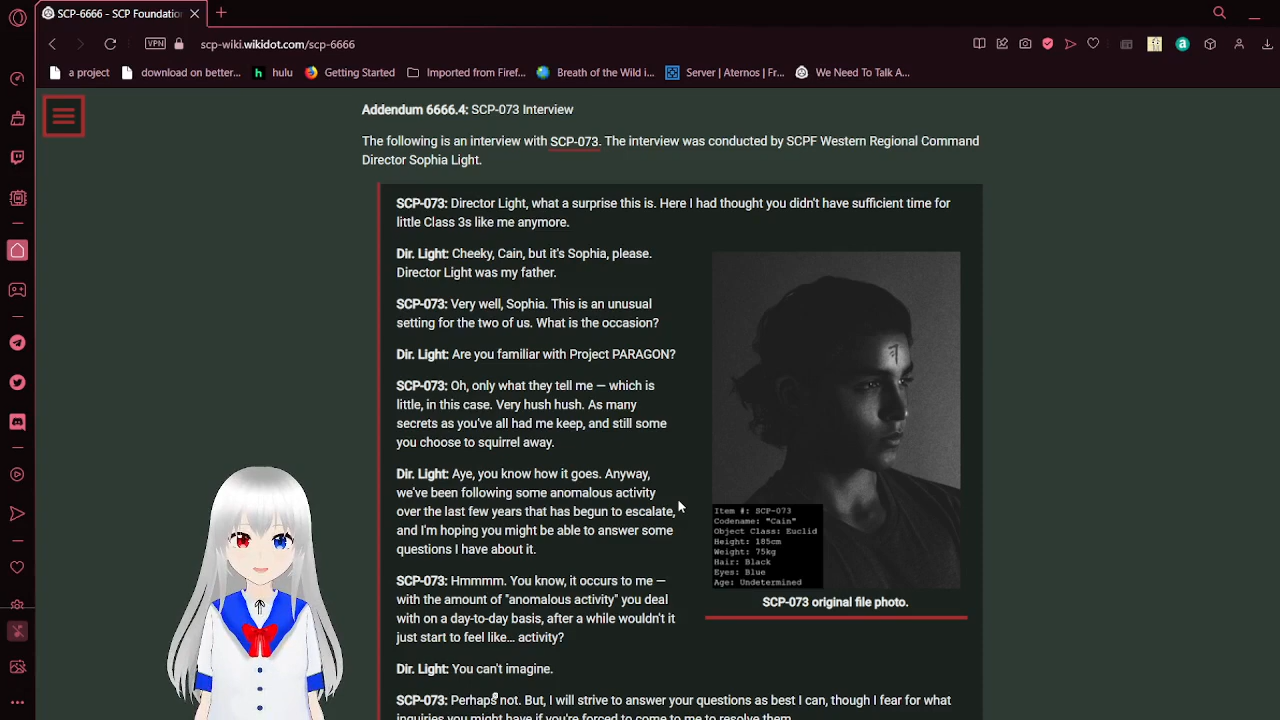 SCP-6666 - SCP Foundatio
VPN
scp-wiki.wikidot.com/scp-6666
a project
download on better...
hulu
Getting Started
Imported from Firef...
Breath of the Wild i...
Server | Aternos | Fr...
We Need To Talk A...
Addendum 6666.4: SCP-073 Interview
The following is an interview with SCP-073. The interview was conducted by SCPF Western Regional Command
Director Sophia Light.
SCP-073: Director Light, what a surprise this is. Here I had thought you didn't have sufficient time for
little Class 3s like me anymore.
Dir. Light: Cheeky, Cain, but it's Sophia, please.
Director Light was my father.
SCP-073: Very well, Sophia. This is an unusual
setting for the two of us. What is the occasion?
Dir. Light: Are you familiar with Project PARAGON?
SCP-073: Oh, only what they tell me — which is
little, in this case. Very hush hush. As many
secrets as you've all had me keep, and still some
you choose to squirrel away.
Dir. Light: Aye, you know how it goes. Anyway,
we've been following some anomalous activity
over the last few years that has begun to escalate,
and I'm hoping you might be able to answer some
questions I have about it.
SCP-073: Hmmmm. You know, it occurs to me —
with the amount of "anomalous activity" you deal
with on a day-to-day basis, after a while wouldn't it
just start to feel like... activity?
Dir. Light: You can't imagine.
SCP-073: Perhaps not. But, I will strive to answer your questions as best I can, though I fear for what
inquiries you might have if you're forced to come to me to resolve them.
Item #: SCP-073
Codename: "Cain"
Object Class: Euclid
Height: 185cm
Weight: 75kg
Hair: Black
Eyes: Blue
Age: Undetermined
SCP-073 original file photo.